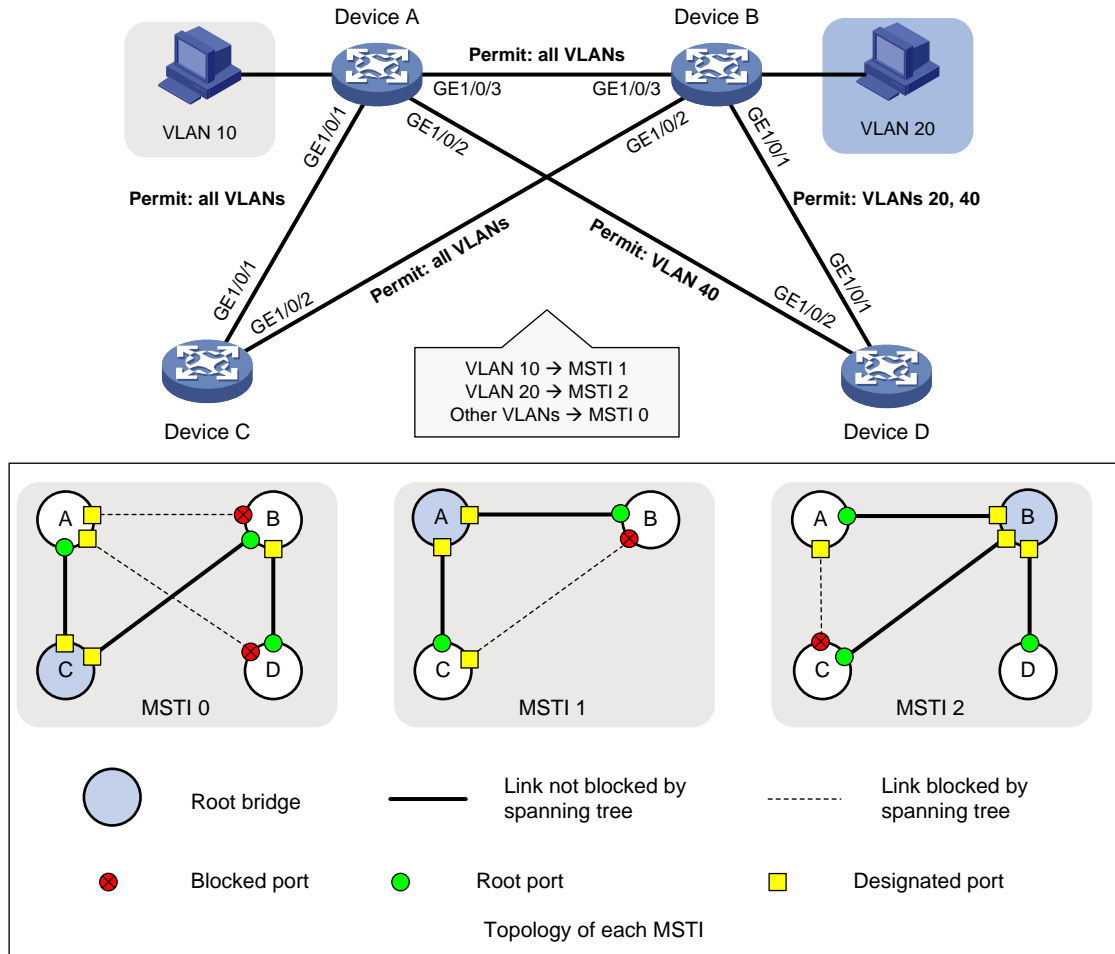 Device A
Device B
Permit: all VLANs
GE1/0/3
GE1/0/3
VLAN 10
VLAN 20
GE1/0/1
GE1/0/2
GE1/0/2
GE1/0/1
Permit: all VLANs
Permit: VLANs 20, 40
Permit: all VLANs
Permit: VLAN 40
GE1/0/1
GE1/0/2
GE1/0/2
GE1/0/1
VLAN 10 → MSTI 1
VLAN 20 → MSTI 2
Other VLANs → MSTI 0
Device C
Device D
A
B
C
D
MSTI 0
A
B
C
MSTI 1
A
B
C
D
MSTI 2
Root bridge
Link not blocked by
spanning tree
Link blocked by
spanning tree
Blocked port
Root port
Designated port
Topology of each MSTI